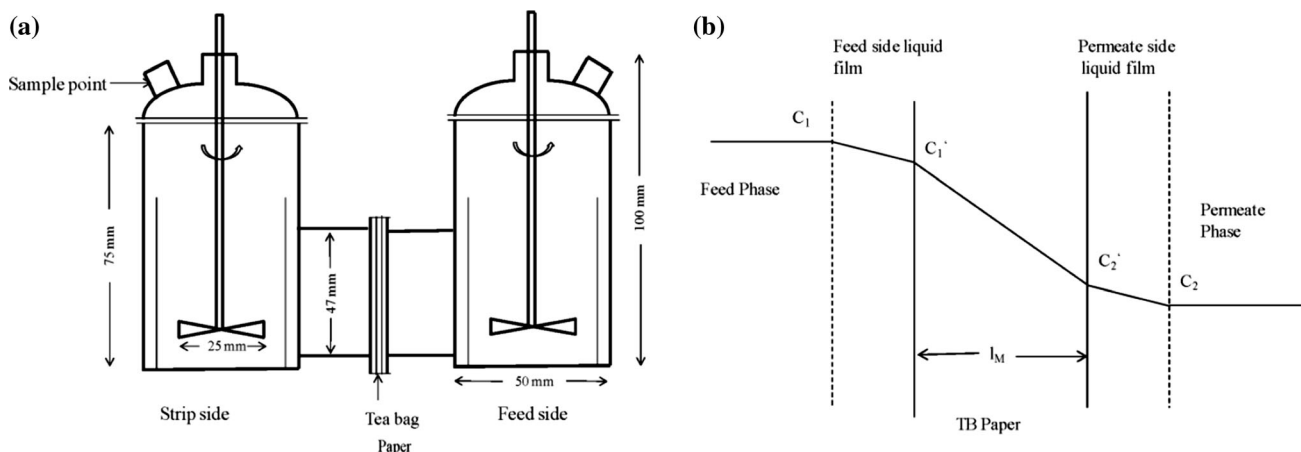 (a)
Sample point
75 mm
100 mm
47 mm
25 mm
50 mm
Strip side
Tea bag
Paper
Feed side
(b)
Feed side liquid
film
Permeate side
liquid film
C1
C1'
Feed Phase
Permeate
Phase
C2'
C2
lM
TB Paper